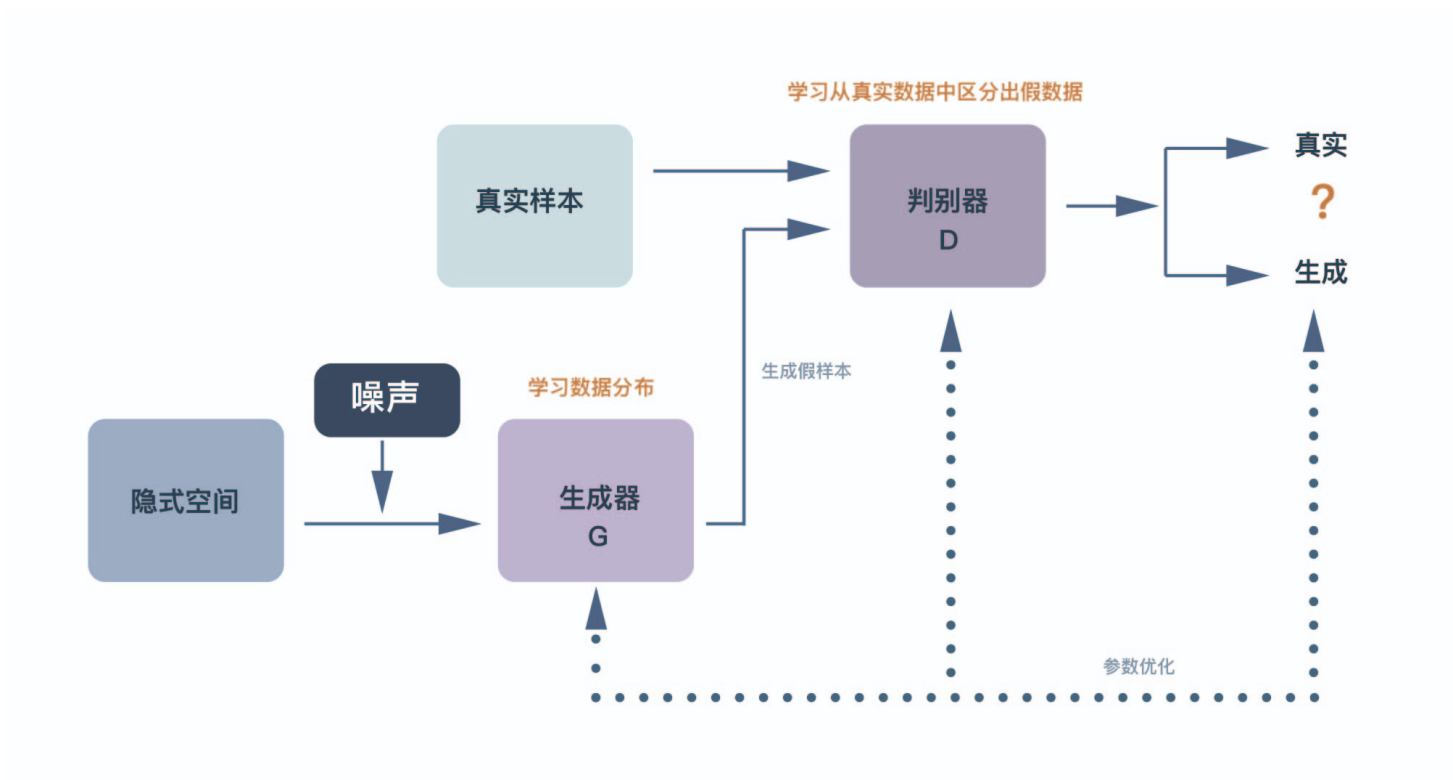 学习从真实数据中区分出假数据
真实样本
判别器
D
真实
?
生成
生成假样本
噪声
学习数据分布
隐式空间
生成器
G
参数优化